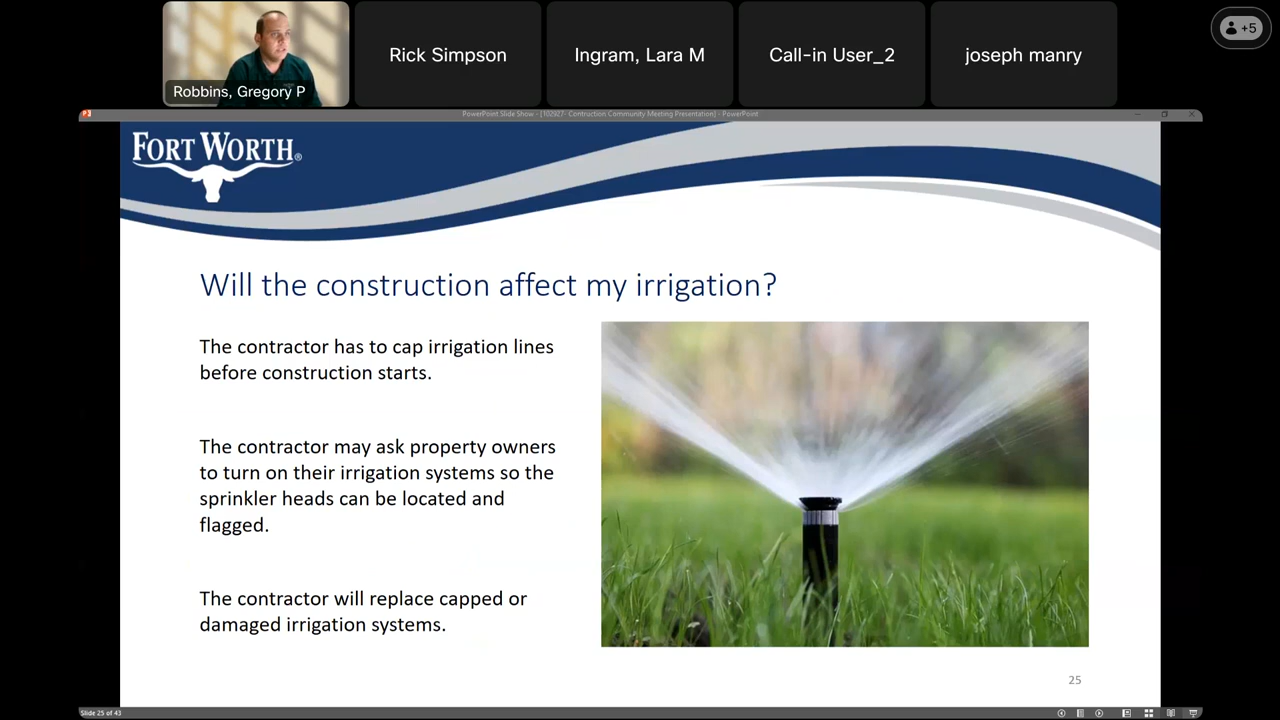 Robbins, Gregory P
Rick Simpson
Ingram, Lara M
Call-in User_2
joseph manry
+5
PowerPoint Slide Show - [102927- Contruction Community Meeting Presentation] - PowerPoint
FORT WORTH®
Will the construction affect my irrigation?
The contractor has to cap irrigation lines
before construction starts.
The contractor may ask property owners
to turn on their irrigation systems so the
sprinkler heads can be located and
flagged.
The contractor will replace capped or
damaged irrigation systems.
25
Slide 25 of 43